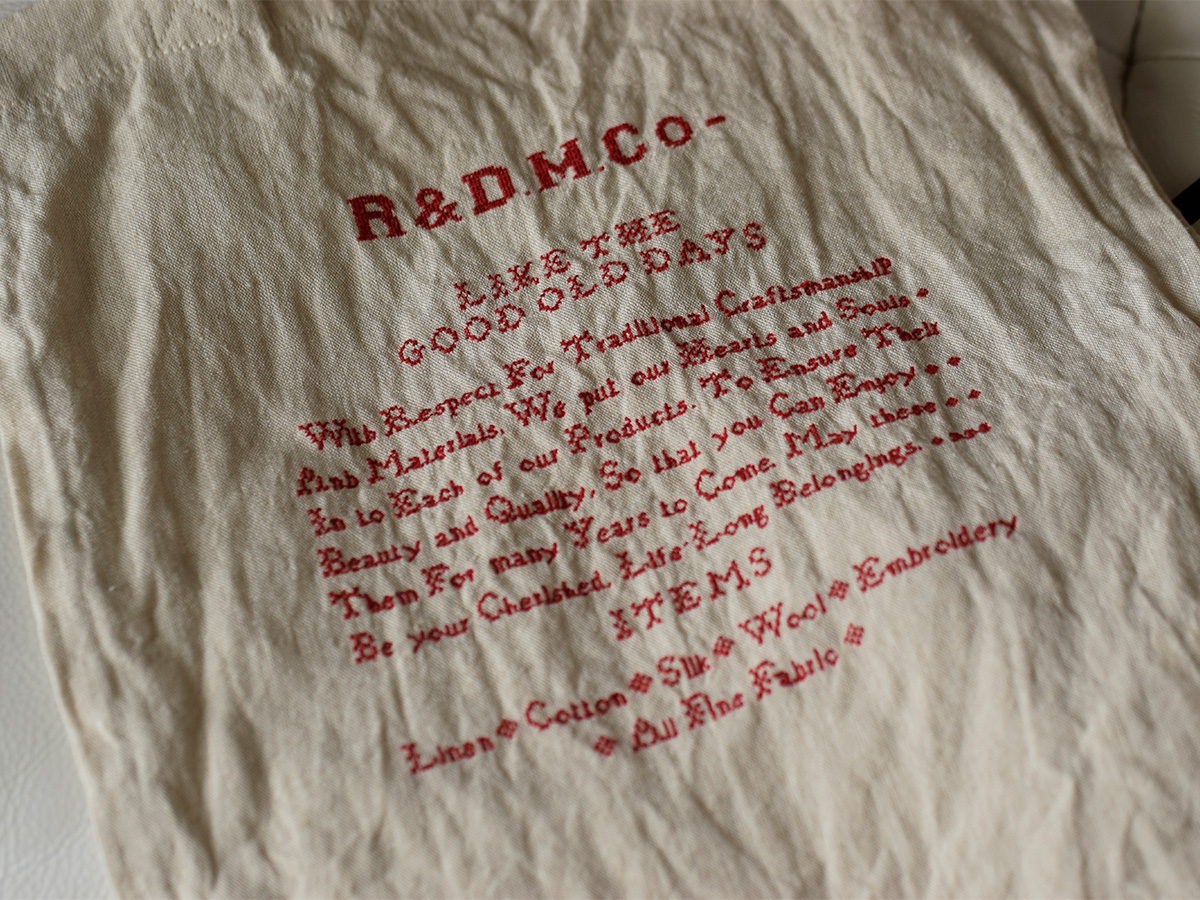 R&D.M.Co-
LIKE THE
GOOD OLD DAYS
With Respect For Traditional CraftsmanshIP
And Materials, We put our Hearts and Souls
In to Each of our Products. To Ensure Their
Beauty and Quality, So that you Can Enjoy
Them For many Years to Come. May these
Be your Cherished, Life-Long Belongings.
ITEMS
Linen Cotton Silk Wool Embroidery
All Fine Fabric